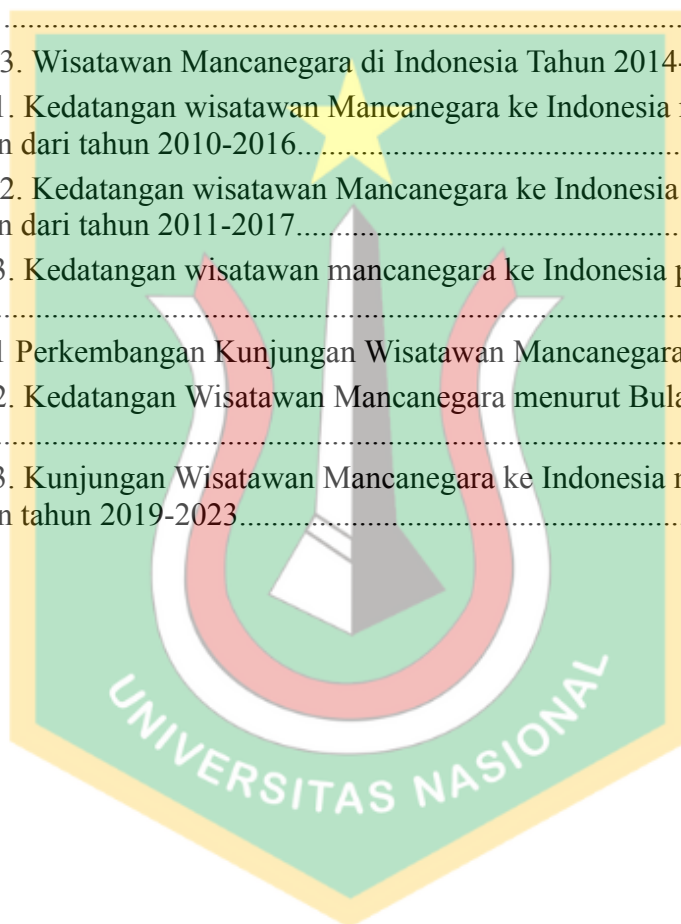 ............................................................................
3. Wisatawan Mancanegara di Indonesia Tahun 2014-
. Kedatangan wisatawan Mancanegara ke Indonesia
n dari tahun 2010-2016............................................................
2. Kedatangan wisatawan Mancanegara ke Indonesia
n dari tahun 2011-2017............................................................
3. Kedatangan wisatawan mancanegara ke Indonesia p
............................................................................
1 Perkembangan Kunjungan Wisatawan Mancanegara
2. Kedatangan Wisatawan Mancanegara menurut Bula
............................................................................
3. Kunjungan Wisatawan Mancanegara ke Indonesia
n tahun 2019-2023............................................................
UNIVERSITAS NASIONAL